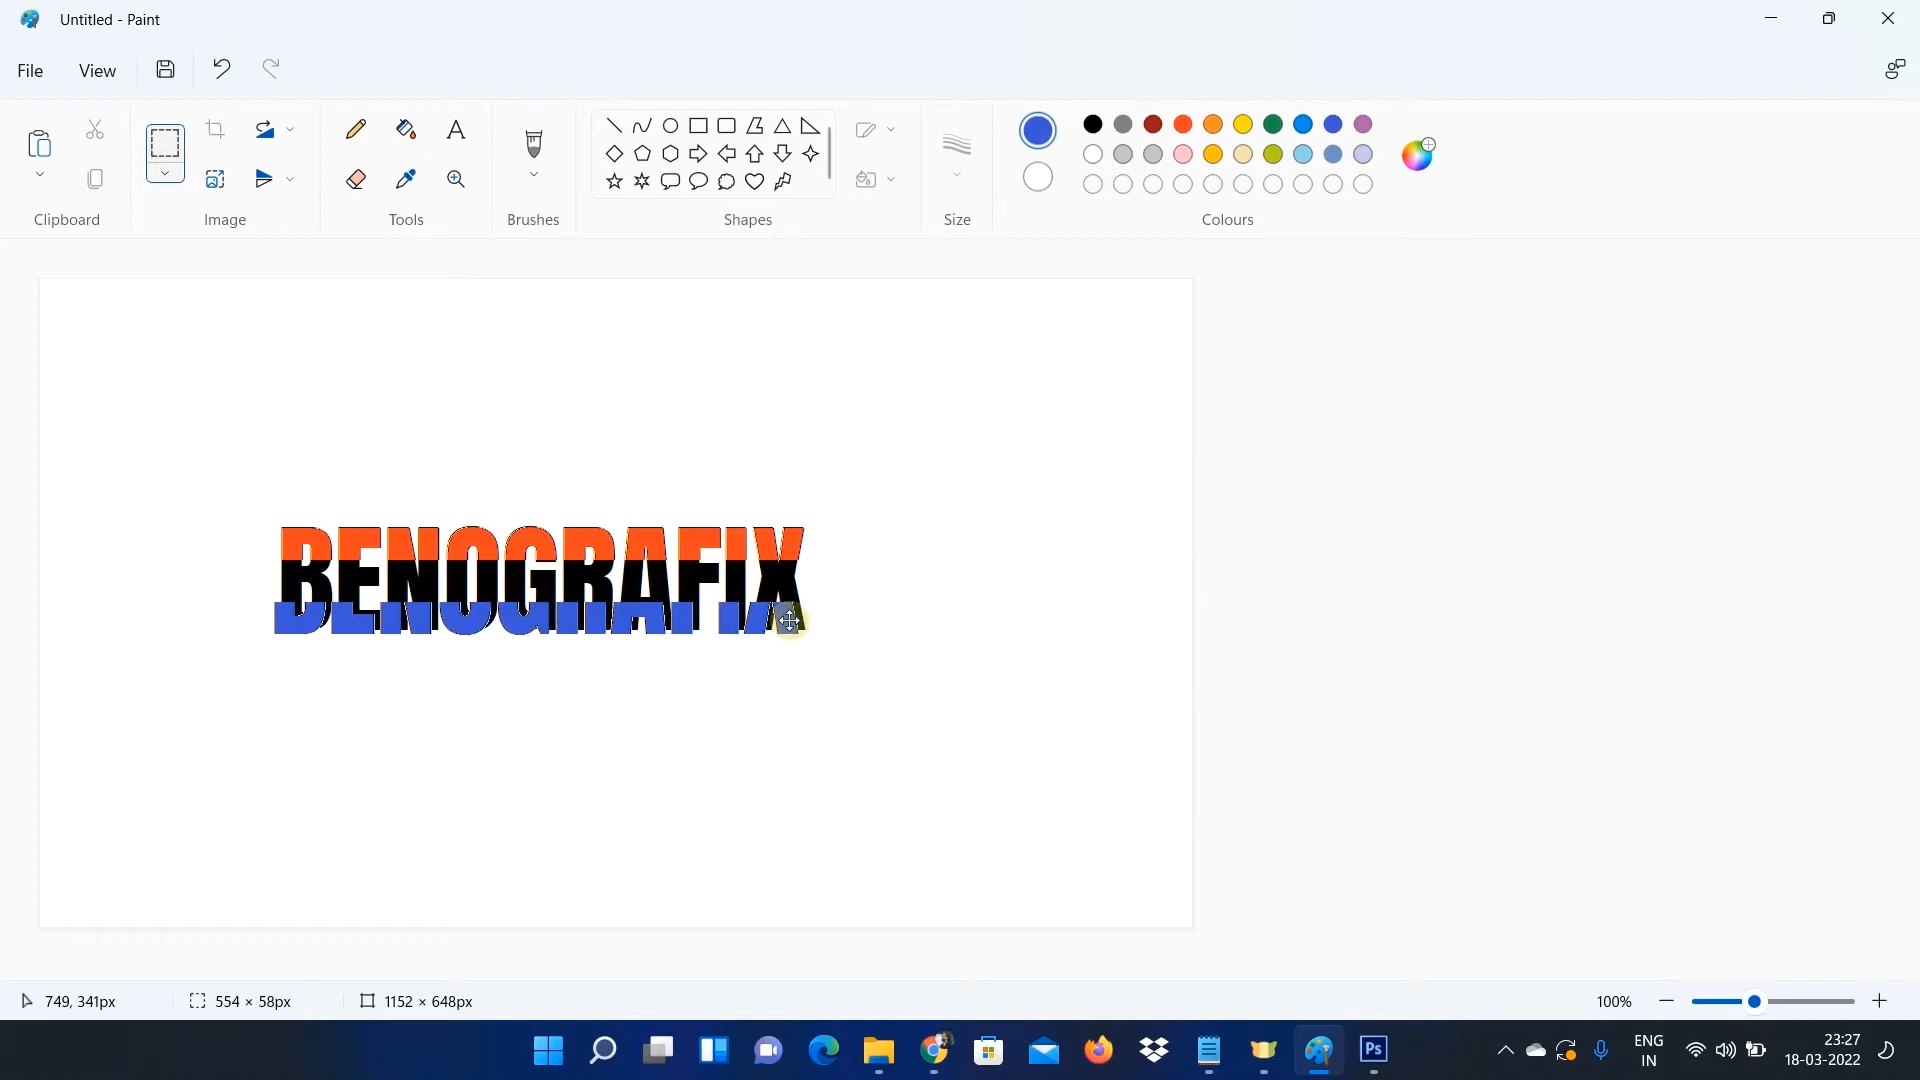 Untitled - Paint
File View
Clipboard Image Tools Brushes Shapes Size Colours
BENOGRAFIX
749, 341px 554 × 58px 1152 × 648px 100%
Ps
ENG
IN
23:27
18-03-2022